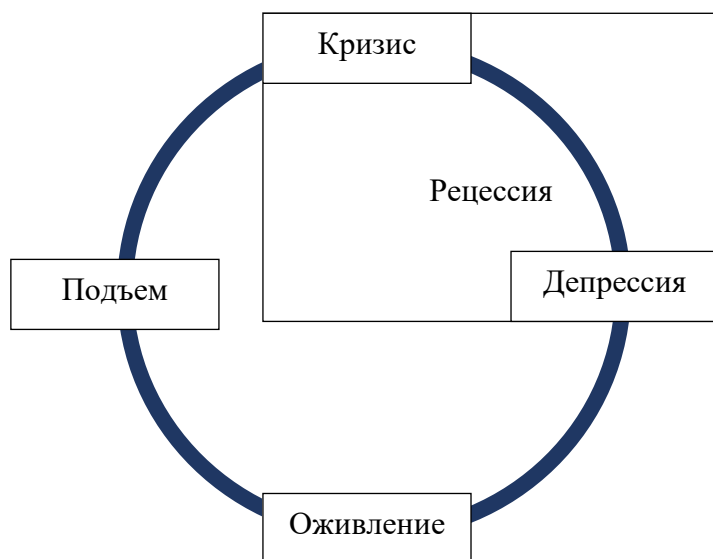 Кризис
Рецессия
Подъем
Депрессия
Оживление